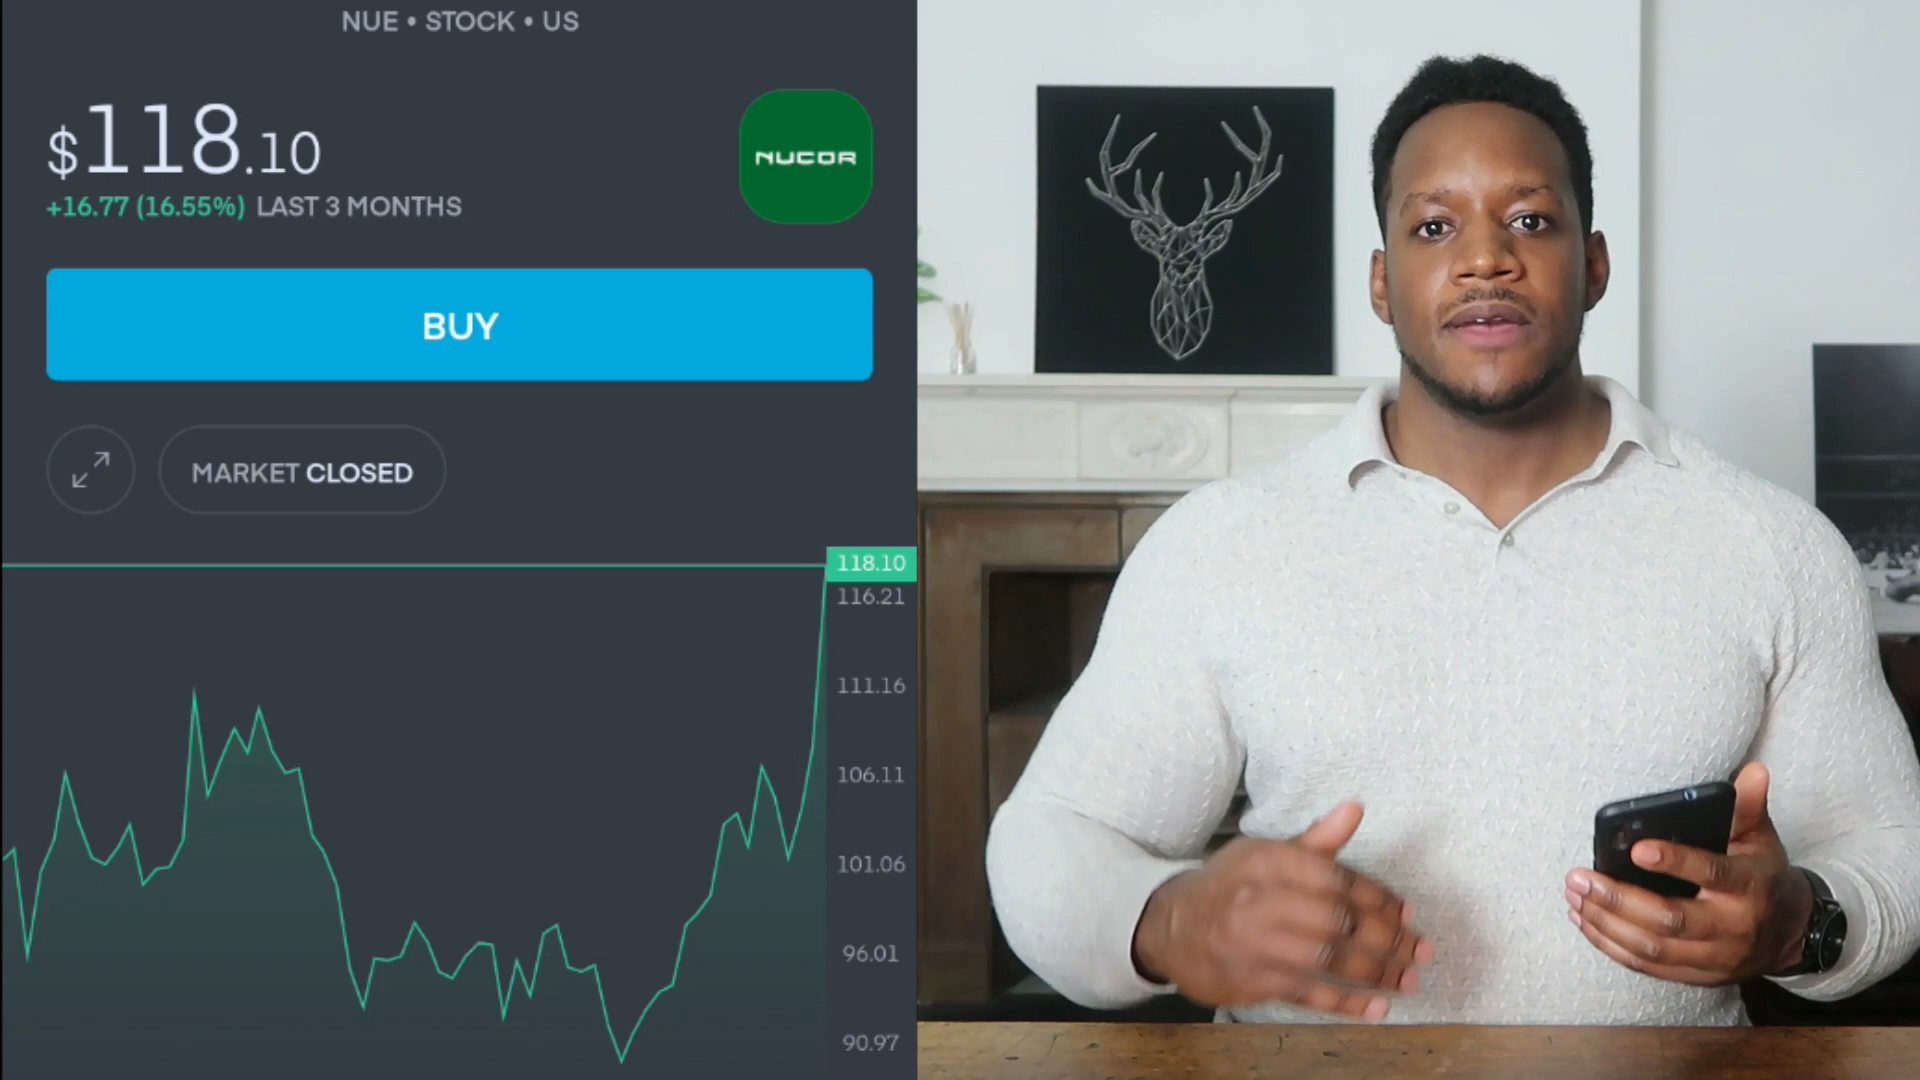 NUE • STOCK • US
$118.10
NUCOR
+16.77 (16.55%) LAST 3 MONTHS
BUY
MARKET CLOSED
118.10
116.21
111.16
106.11
101.06
96.01
90.97